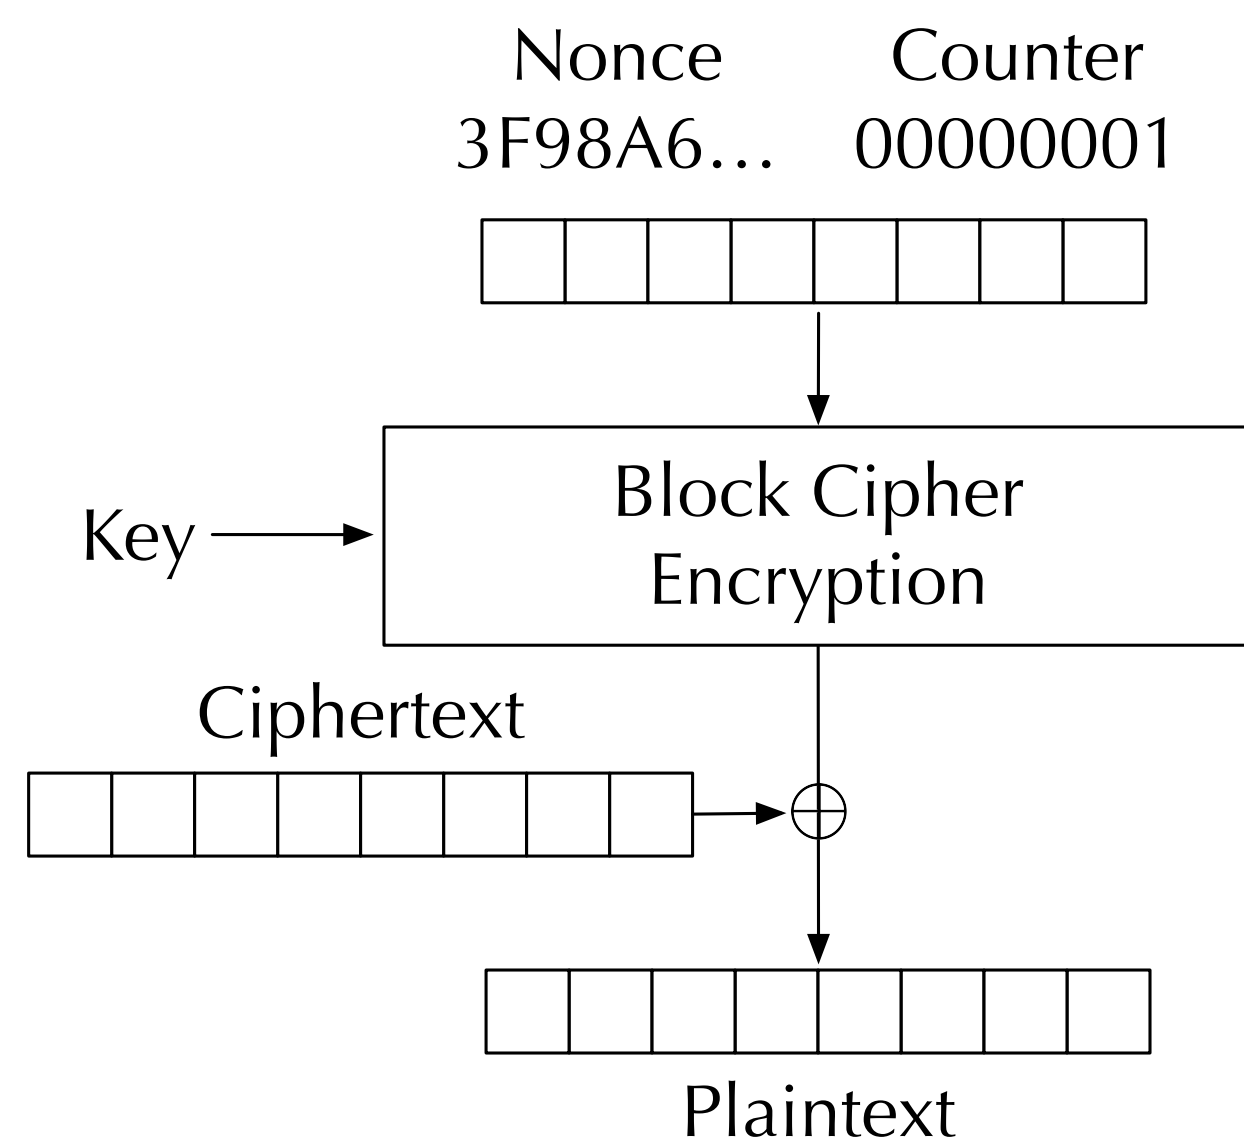 Nonce Counter
3F98A6... 00000001
Block Cipher
Encryption
Key
Ciphertext
Plaintext